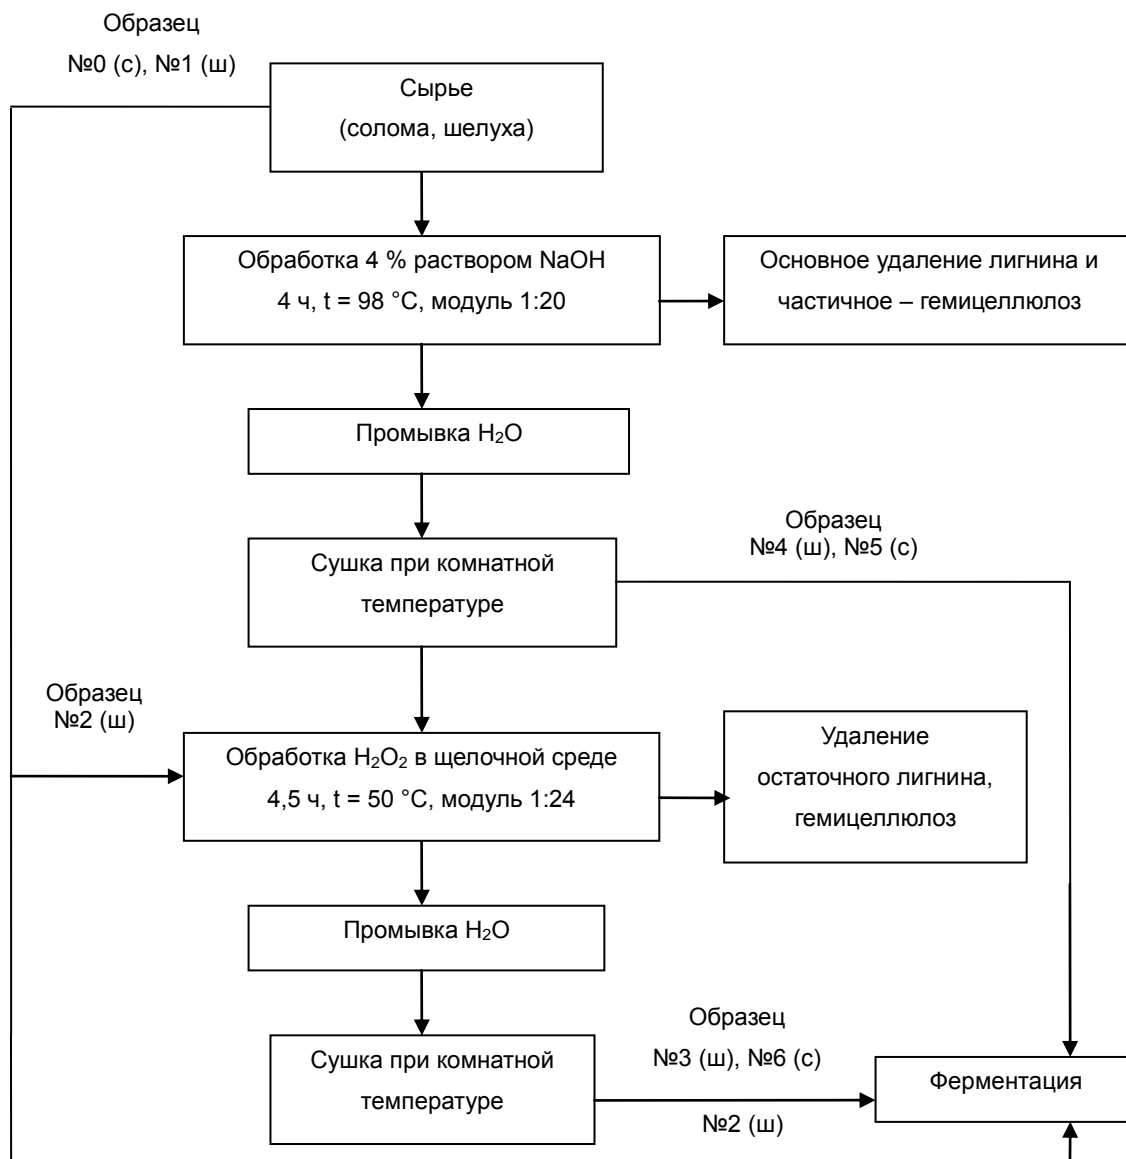 Образец
№0 (с), №1 (ш)
Сырье
(солома, шелуха)
Обработка 4 % раствором NaOH
4 ч, t = 98 °С, модуль 1:20
Основное удаление лигнина и
частичное – гемицеллюлоз
Промывка H₂O
Образец
№4 (ш), №5 (с)
Сушка при комнатной
температуре
Образец
№2 (ш)
Обработка H₂O₂ в щелочной среде
4,5 ч, t = 50 °С, модуль 1:24
Удаление
остаточного лигнина,
гемицеллюлоз
Промывка H₂O
Образец
№3 (ш), №6 (с)
Сушка при комнатной
температуре
№2 (ш)
Ферментация